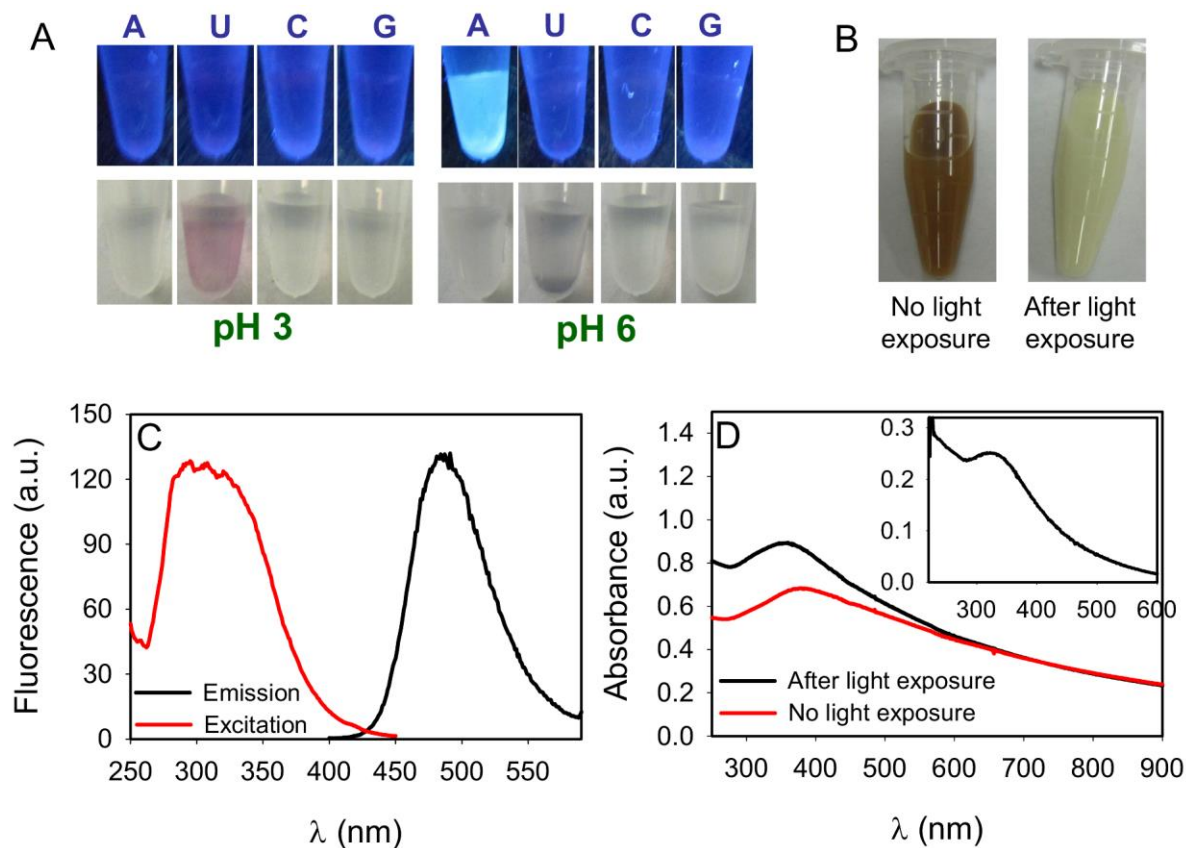 A
A U C G
A U C G
pH 3
pH 6
B
No light
exposure
After light
exposure
C
Fluorescence (a.u.)
150
120
90
60
30
0
250 300 350 400 450 500 550
λ (nm)
Emission
Excitation
D
Absorbance (a.u.)
1.4
1.2
1.0
0.8
0.6
0.4
0.2
0.0
300 400 500 600 700 800 900
λ (nm)
After light exposure
No light exposure
0.3
0.2
0.1
0.0
300 400 500 600